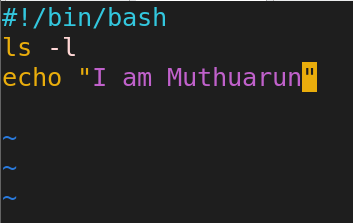 #!/bin/bash
ls -l
echo "I am Muthuarun"
~
~
~